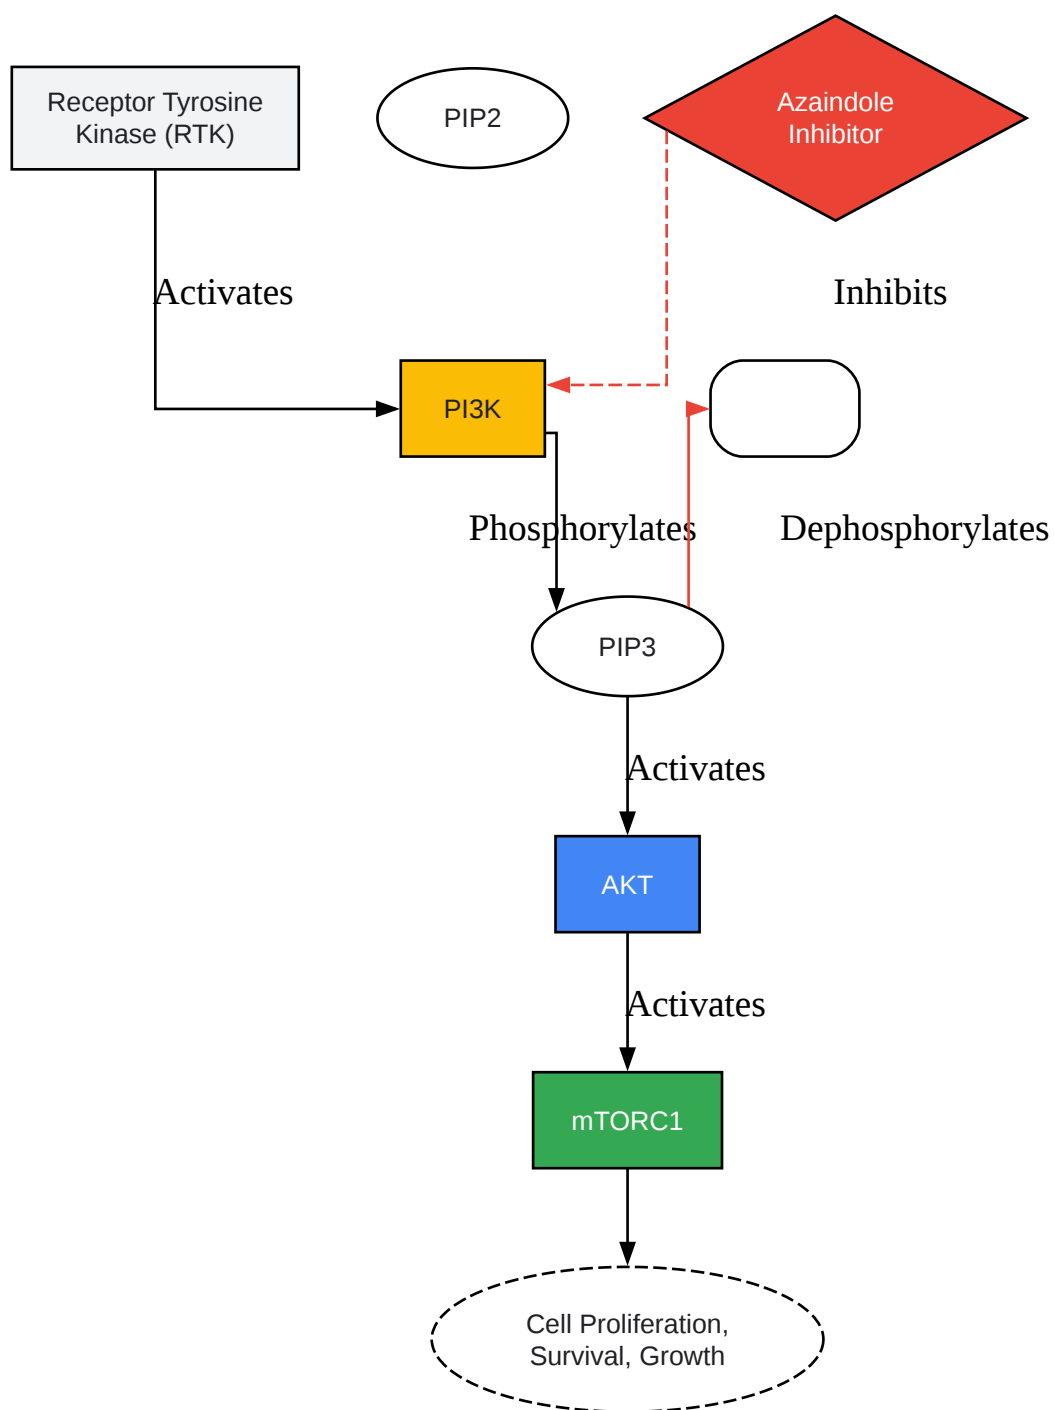 Receptor Tyrosine
Kinase (RTK)
PIP2
Azaindole
Inhibitor
Activates
Inhibits
PI3K
Phosphorylates
Dephosphorylates
PIP3
Activates
AKT
Activates
mTORC1
Cell Proliferation,
Survival, Growth